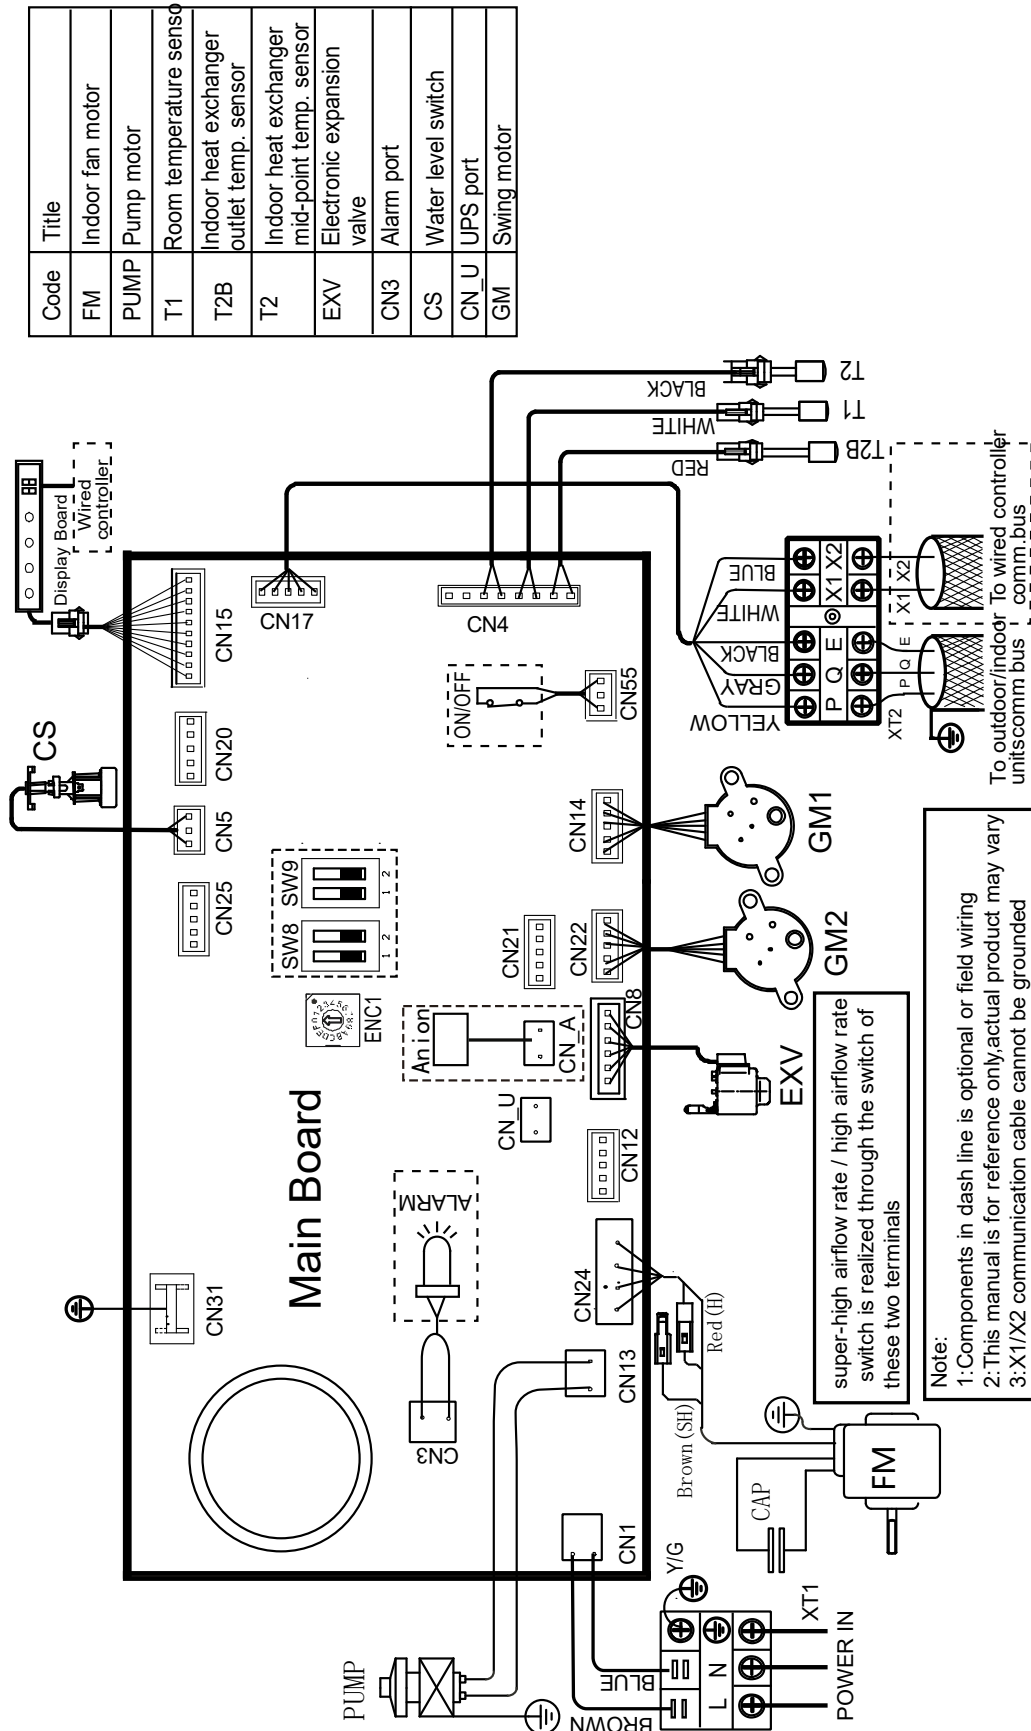 Code Title
FM Indoor fan motor
PUMP Pump motor
T1 Room temperature senso
T2B Indoor heat exchanger
outlet temp. sensor
T2 Indoor heat exchanger
mid-point temp. sensor
EXV Electronic expansion
valve
CN3 Alarm port
CS Water level switch
CN_U UPS port
GM Swing motor
Display Board
Wired
controller
CS
CN15
CN17
CN4
CN20
CN5
CN25
ON/OFF
CN55
SW9
1 2
SW8
1 2
ENC1
CN14
CN21
CN22
CN8
Anion
CN_A
CN_U
CN12
Main Board
ALARM
CN31
CN24
CN3
CN13
CN1
BLACK
T2
WHITE
T1
RED
T2B
BLUE
WHITE
BLACK
GRAY
YELLOW
P Q E X1 X2
XT2
P Q E
X1 X2
To outdoor/indoor
unitscomm bus
To wired controller
comm.bus
GM1
GM2
EXV
Red(H)
Brown(SH)
CAP
FM
PUMP
BLUE
BROWN
Y/G
L N
XT1
POWER IN
super-high airflow rate / high airflow rate
switch is realized through the switch of
these two terminals
Note:
1:Components in dash line is optional or field wiring
2:This manual is for reference only,actual product may vary
3:X1/X2 communication cable cannot be grounded